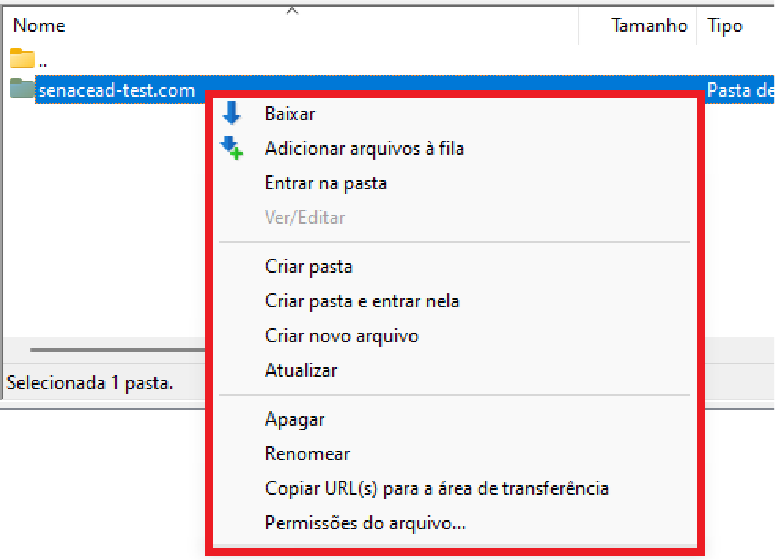 Nome Tamanho Tipo
..
senacead-test.com Pasta de
Baixar
Adicionar arquivos à fila
Entrar na pasta
Ver/Editar
Criar pasta
Criar pasta e entrar nela
Criar novo arquivo
Atualizar
Selecionada 1 pasta.
Apagar
Renomear
Copiar URL(s) para a área de transferência
Permissões do arquivo...